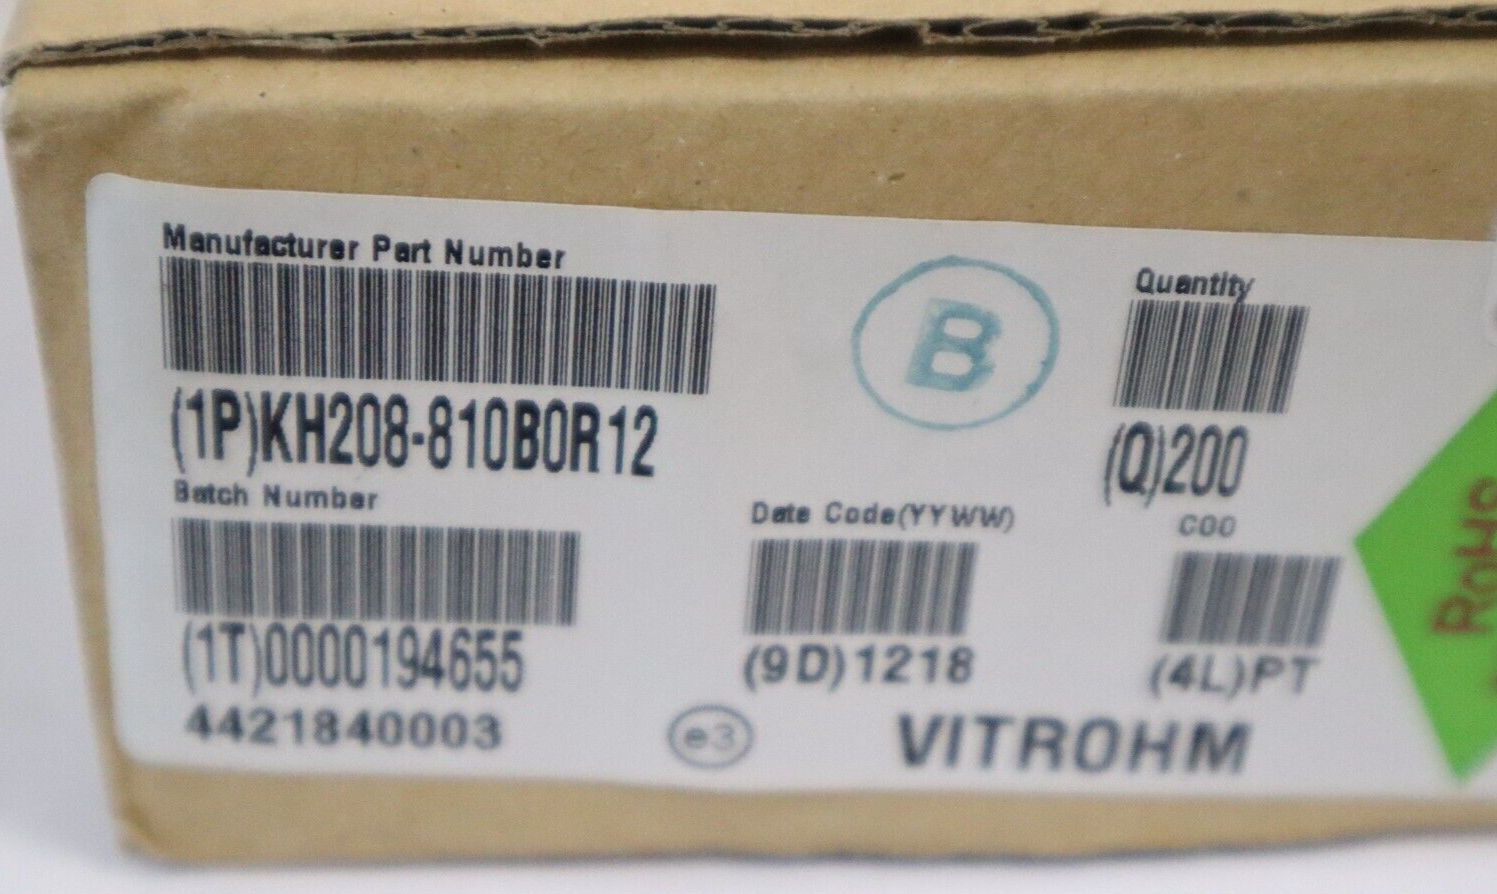 Manufacturer Part Number
(1P)KH208-810B0R12
B
Quantity
(Q)200
Batch Number
(1T)0000194655
4421840003
Date Code(YYWW)
(9D)1218
COO
(4L)PT
e3
VITROHM
RoHS